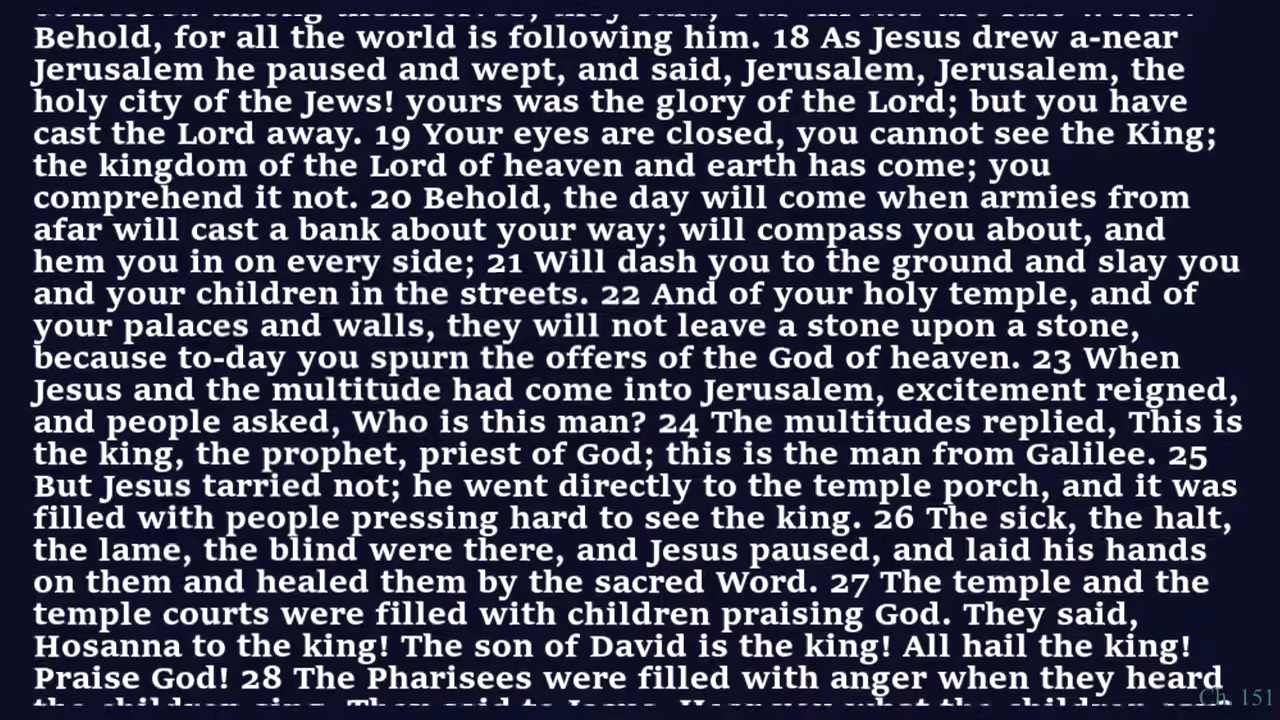 Behold, for all the world is following him. 18 As Jesus drew a-near
Jerusalem he paused and wept, and said, Jerusalem, Jerusalem, the
holy city of the Jews! yours was the glory of the Lord; but you have
cast the Lord away. 19 Your eyes are closed, you cannot see the King;
the kingdom of the Lord of heaven and earth has come; you
comprehend it not. 20 Behold, the day will come when armies from
afar will cast a bank about your way; will compass you about, and
hem you in on every side; 21 Will dash you to the ground and slay you
and your children in the streets. 22 And of your holy temple, and of
your palaces and walls, they will not leave a stone upon a stone,
because to-day you spurn the offers of the God of heaven. 23 When
Jesus and the multitude had come into Jerusalem, excitement reigned,
and people asked, Who is this man? 24 The multitudes replied, This is
the king, the prophet, priest of God; this is the man from Galilee. 25
But Jesus tarried not; he went directly to the temple porch, and it was
filled with people pressing hard to see the king. 26 The sick, the halt,
the lame, the blind were there, and Jesus paused, and laid his hands
on them and healed them by the sacred Word. 27 The temple and the
temple courts were filled with children praising God. They said,
Hosanna to the king! The son of David is the king! All hail the king!
Praise God! 28 The Pharisees were filled with anger when they heard
Ch. 151